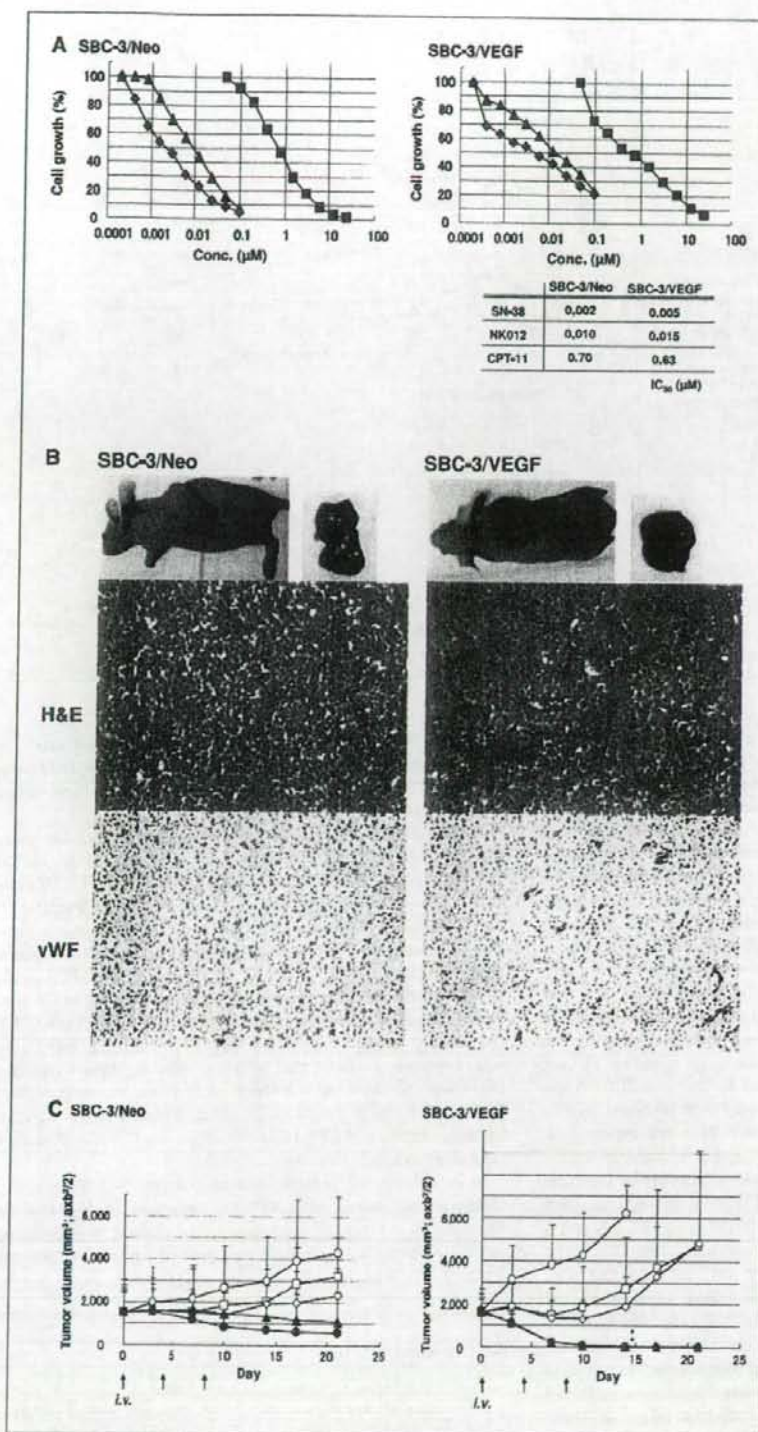 A SBC-3/Neo
SBC-3/VEGF
Cell growth (%)
100
80
60
40
20
0
0.0001 0.001 0.01 0.1 1 10 100
Conc. (μM)
Cell growth (%)
100
80
60
40
20
0
0.0001 0.001 0.01 0.1 1 10 100
Conc. (μM)
SBC-3/Neo SBC-3/VEGF
SN-38 0.002 0.005
NK012 0.010 0.015
CPT-11 0.70 0.63
IC50 (μM)
B SBC-3/Neo
SBC-3/VEGF
H&E
vWF
C SBC-3/Neo
SBC-3/VEGF
Tumor volume (mm³; axb²/2)
6,000
4,000
2,000
0
0 5 10 15 20 25
Day
i.v.
Tumor volume (mm³; axb²/2)
6,000
4,000
2,000
0
0 5 10 15 20 25
Day
i.v.